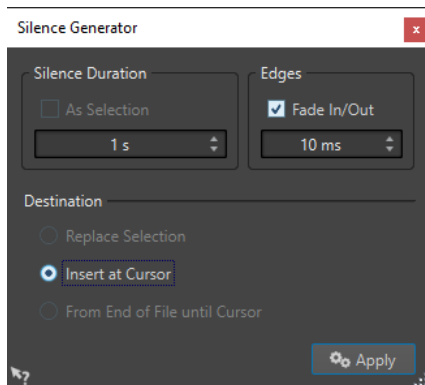 Silence Generator
x
Silence Duration
As Selection
1 s
Edges
Fade In/Out
10 ms
Destination
Replace Selection
Insert at Cursor
From End of File until Cursor
?
Apply